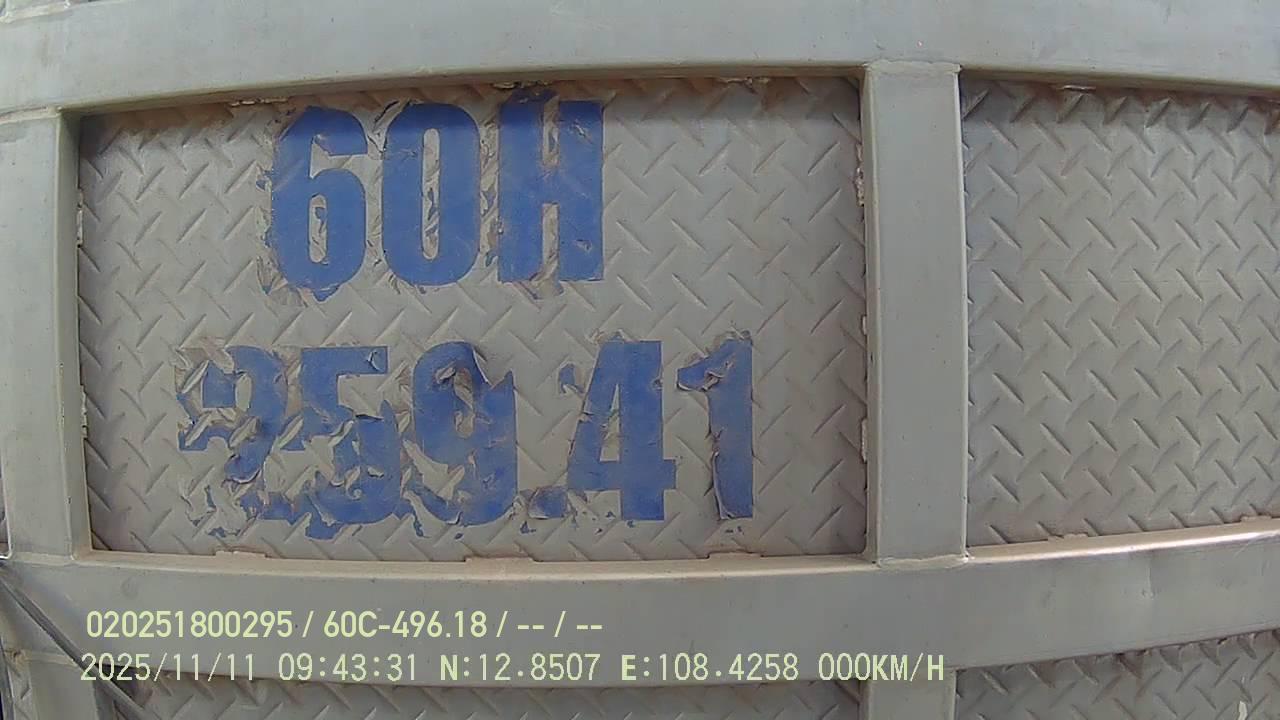 60H
259.41
020251800295 / 60C-496.18 / -- / --
2025/11/11 09:43:31 N:12.8507 E:108.4258 000KM/H